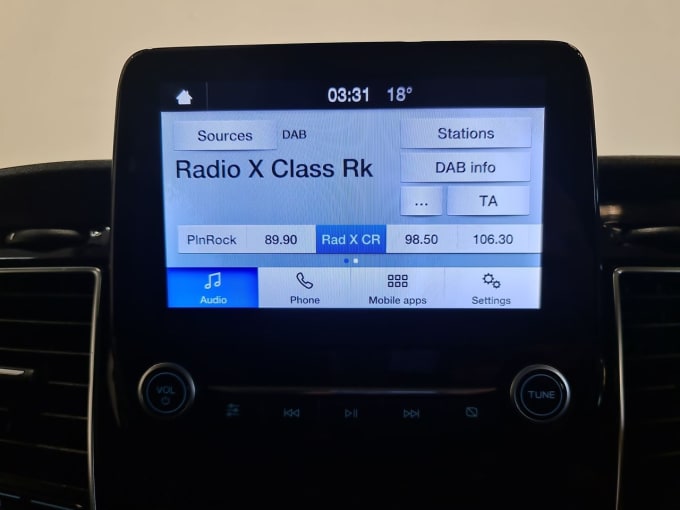 03:31 18°
Sources DAB Stations
Radio X Class Rk DAB info
... TA
PlnRock 89.90 Rad X CR 98.50 106.30
Audio Phone Mobile apps Settings
VOL TUNE